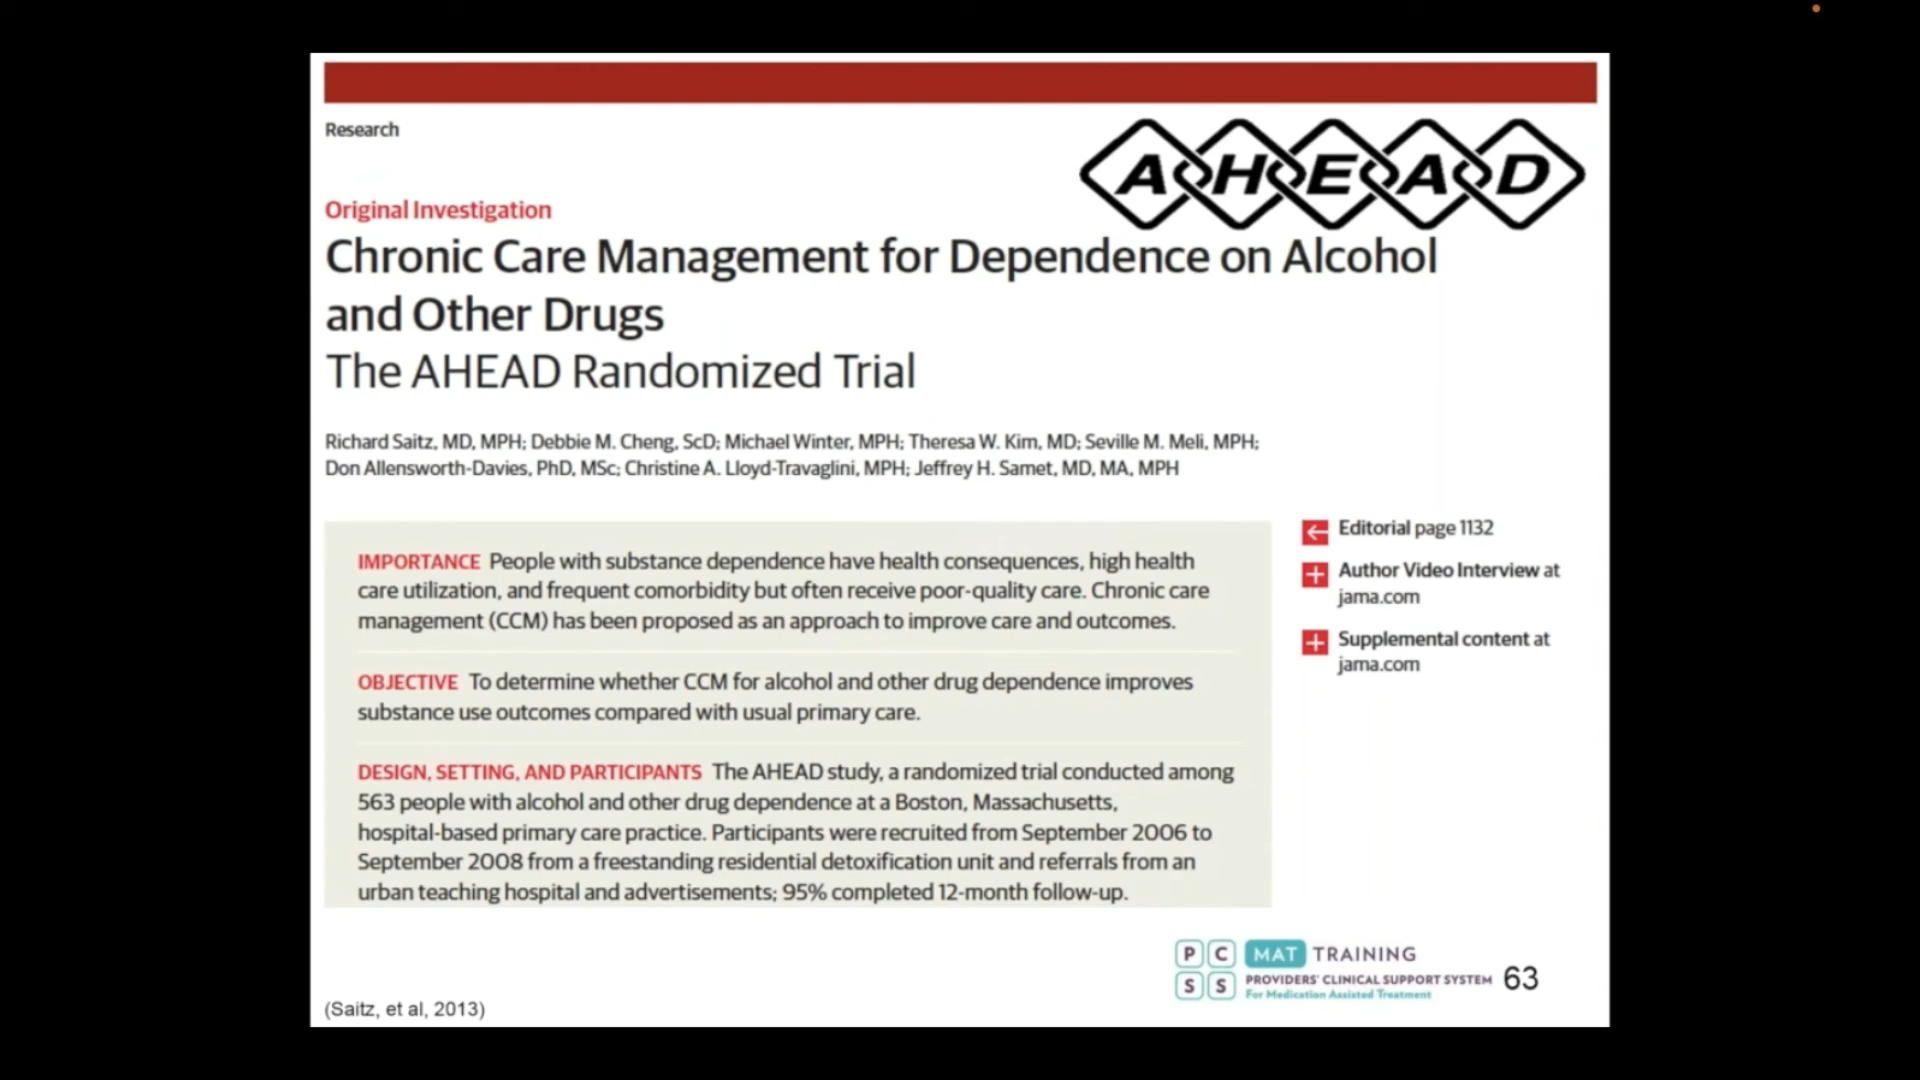 Research
AHEAD
Original Investigation
Chronic Care Management for Dependence on Alcohol
and Other Drugs
The AHEAD Randomized Trial
Richard Saitz, MD, MPH; Debbie M. Cheng, ScD; Michael Winter, MPH; Theresa W. Kim, MD; Seville M. Meli, MPH;
Don Allensworth-Davies, PhD, MSc; Christine A. Lloyd-Travaglini, MPH; Jeffrey H. Samet, MD, MA, MPH
IMPORTANCE People with substance dependence have health consequences, high health
care utilization, and frequent comorbidity but often receive poor-quality care. Chronic care
management (CCM) has been proposed as an approach to improve care and outcomes.
OBJECTIVE To determine whether CCM for alcohol and other drug dependence improves
substance use outcomes compared with usual primary care.
DESIGN, SETTING, AND PARTICIPANTS The AHEAD study, a randomized trial conducted among
563 people with alcohol and other drug dependence at a Boston, Massachusetts,
hospital-based primary care practice. Participants were recruited from September 2006 to
September 2008 from a freestanding residential detoxification unit and referrals from an
urban teaching hospital and advertisements; 95% completed 12-month follow-up.
Editorial page 1132
Author Video Interview at
jama.com
Supplemental content at
jama.com
P C
S S
MAT TRAINING
PROVIDERS' CLINICAL SUPPORT SYSTEM
For Medication Assisted Treatment
63
(Saitz, et al, 2013)